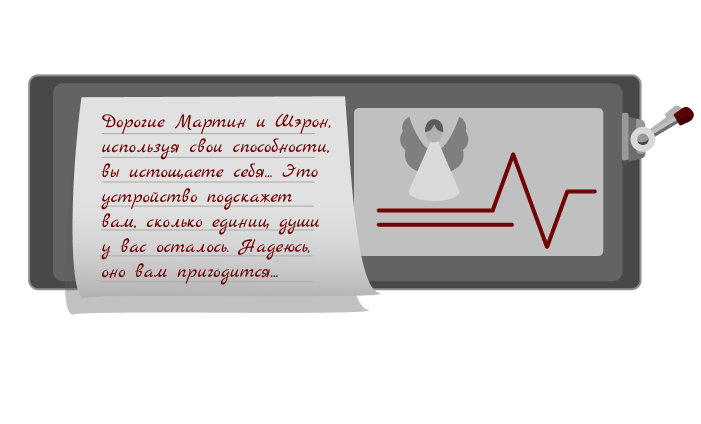 Дорогие Мартин и Шэрон,
используя свои способности,
вы истощаете себя... Это
устройство подскажет
вам, сколько единиц души
у вас осталось. Надеюсь,
оно вам пригодится...